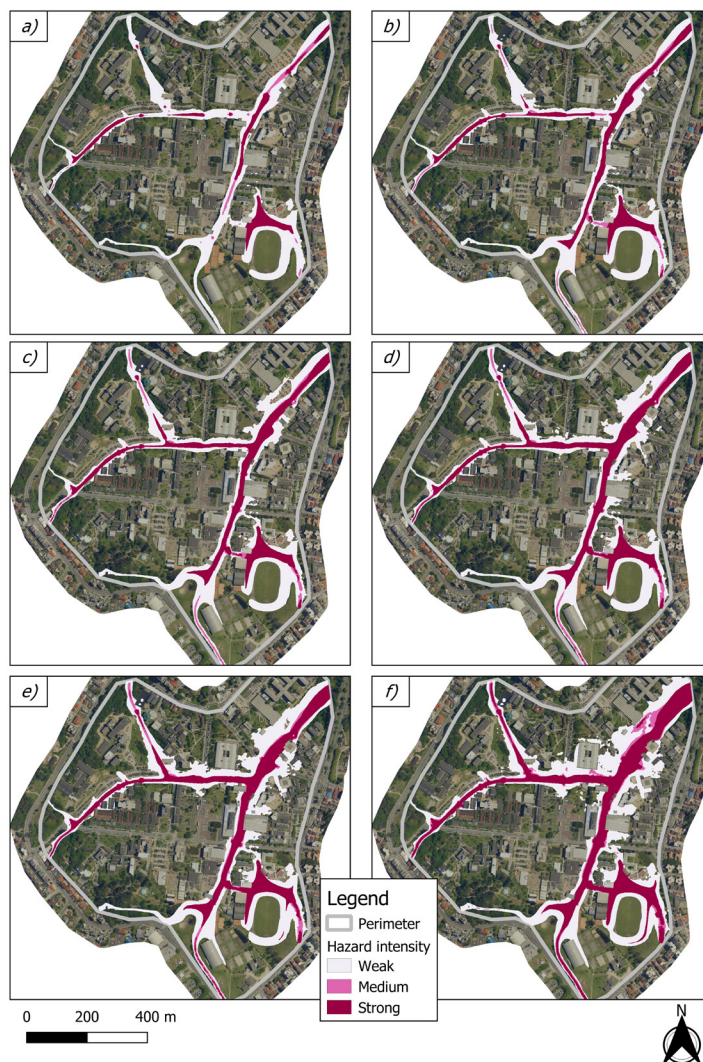 a)
b)
c)
d)
e)
f)
Legend
Perimeter
Hazard intensity
Weak
Medium
Strong
0 200 400 m
N